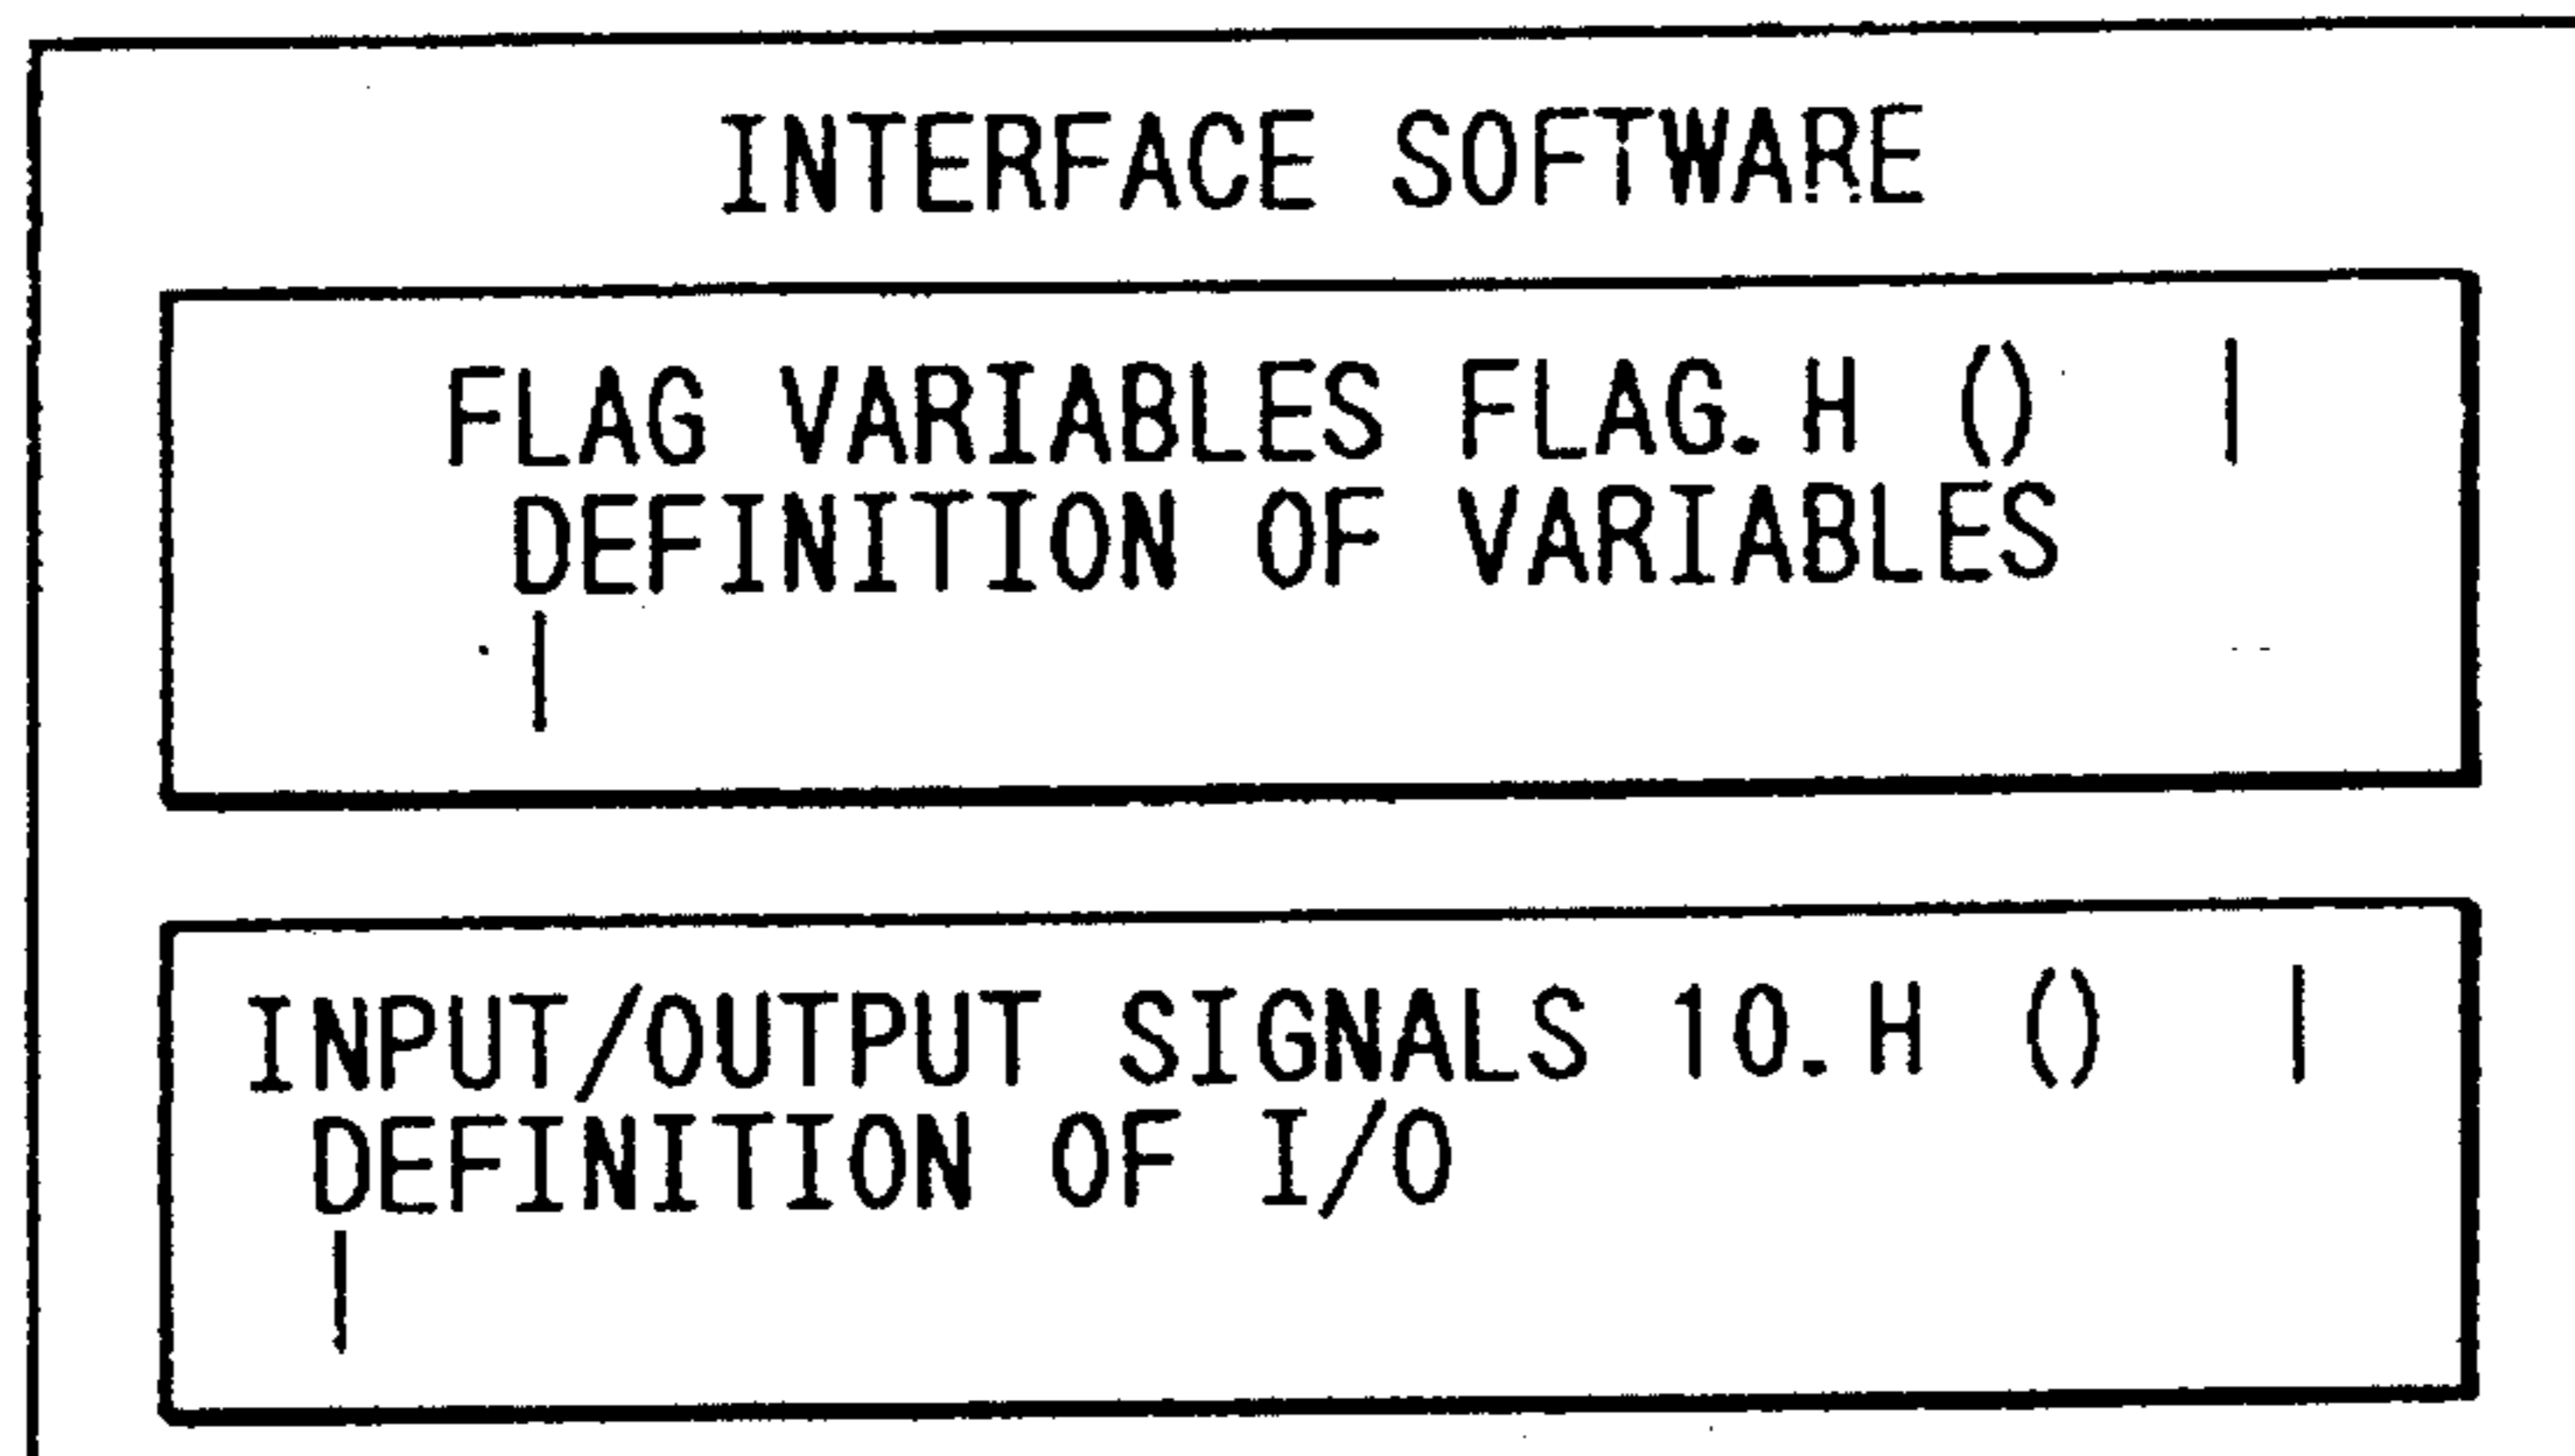 INTERFACE SOFTWARE
FLAG VARIABLES FLAG. H () |
DEFINITION OF VARIABLES
|
INPUT/OUTPUT SIGNALS 10. H () |
DEFINITION OF I/O
|